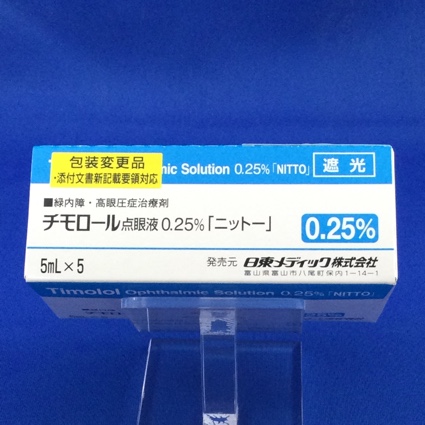 包装変更品
・添付文書新記載要領対応
Ophthalmic Solution 0.25%「NITTO」
遮光
■緑内障・高眼圧症治療剤
チモロール点眼液0.25%「ニットー」
0.25%
5mL×5
発売元 日東メディック株式会社
富山県富山市八尾町保内1-14-1
Timolol Ophthalmic Solution 0.25%「NITTO」